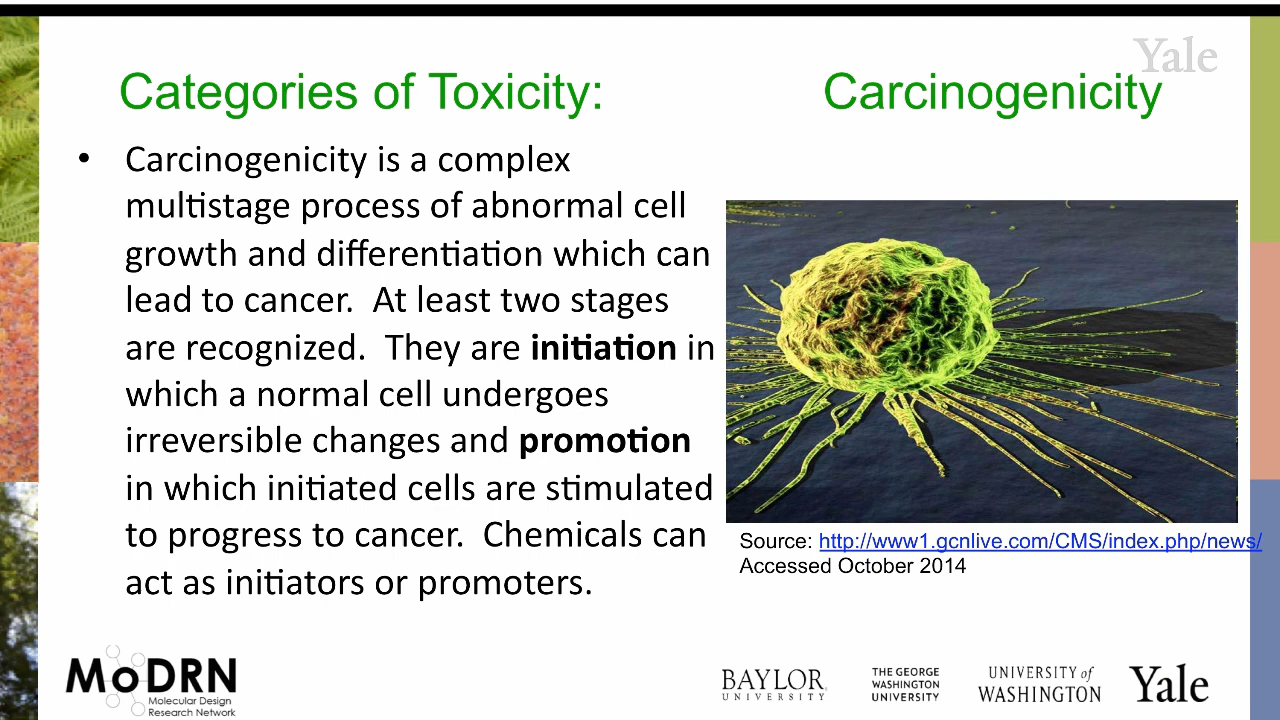 Yale
Categories of Toxicity: Carcinogenicity
• Carcinogenicity is a complex
multistage process of abnormal cell
growth and differentiation which can
lead to cancer. At least two stages
are recognized. They are initiation in
which a normal cell undergoes
irreversible changes and promotion
in which initiated cells are stimulated
to progress to cancer. Chemicals can
act as initiators or promoters.
Source: http://www1.gcnlive.com/CMS/index.php/news/
Accessed October 2014
MoDRN
Molecular Design
Research Network
BAYLOR
UNIVERSITY
THE GEORGE
WASHINGTON
UNIVERSITY
UNIVERSITY of
WASHINGTON
Yale